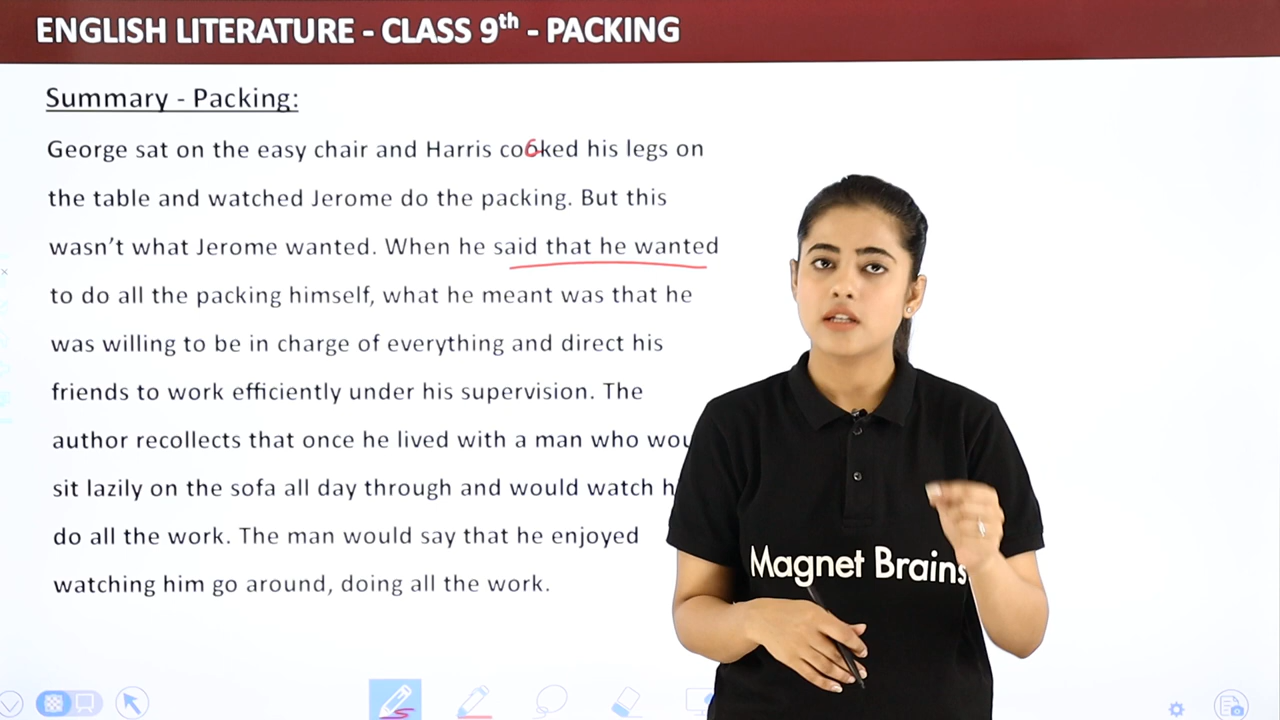 ENGLISH LITERATURE - CLASS 9th - PACKING
Summary - Packing:
George sat on the easy chair and Harris cocked his legs on
the table and watched Jerome do the packing. But this
wasn't what Jerome wanted. When he said that he wanted
to do all the packing himself, what he meant was that he
was willing to be in charge of everything and direct his
friends to work efficiently under his supervision. The
author recollects that once he lived with a man who
sit lazily on the sofa all day through and would watch
do all the work. The man would say that he enjoyed
watching him go around, doing all the work.
Magnet Brains